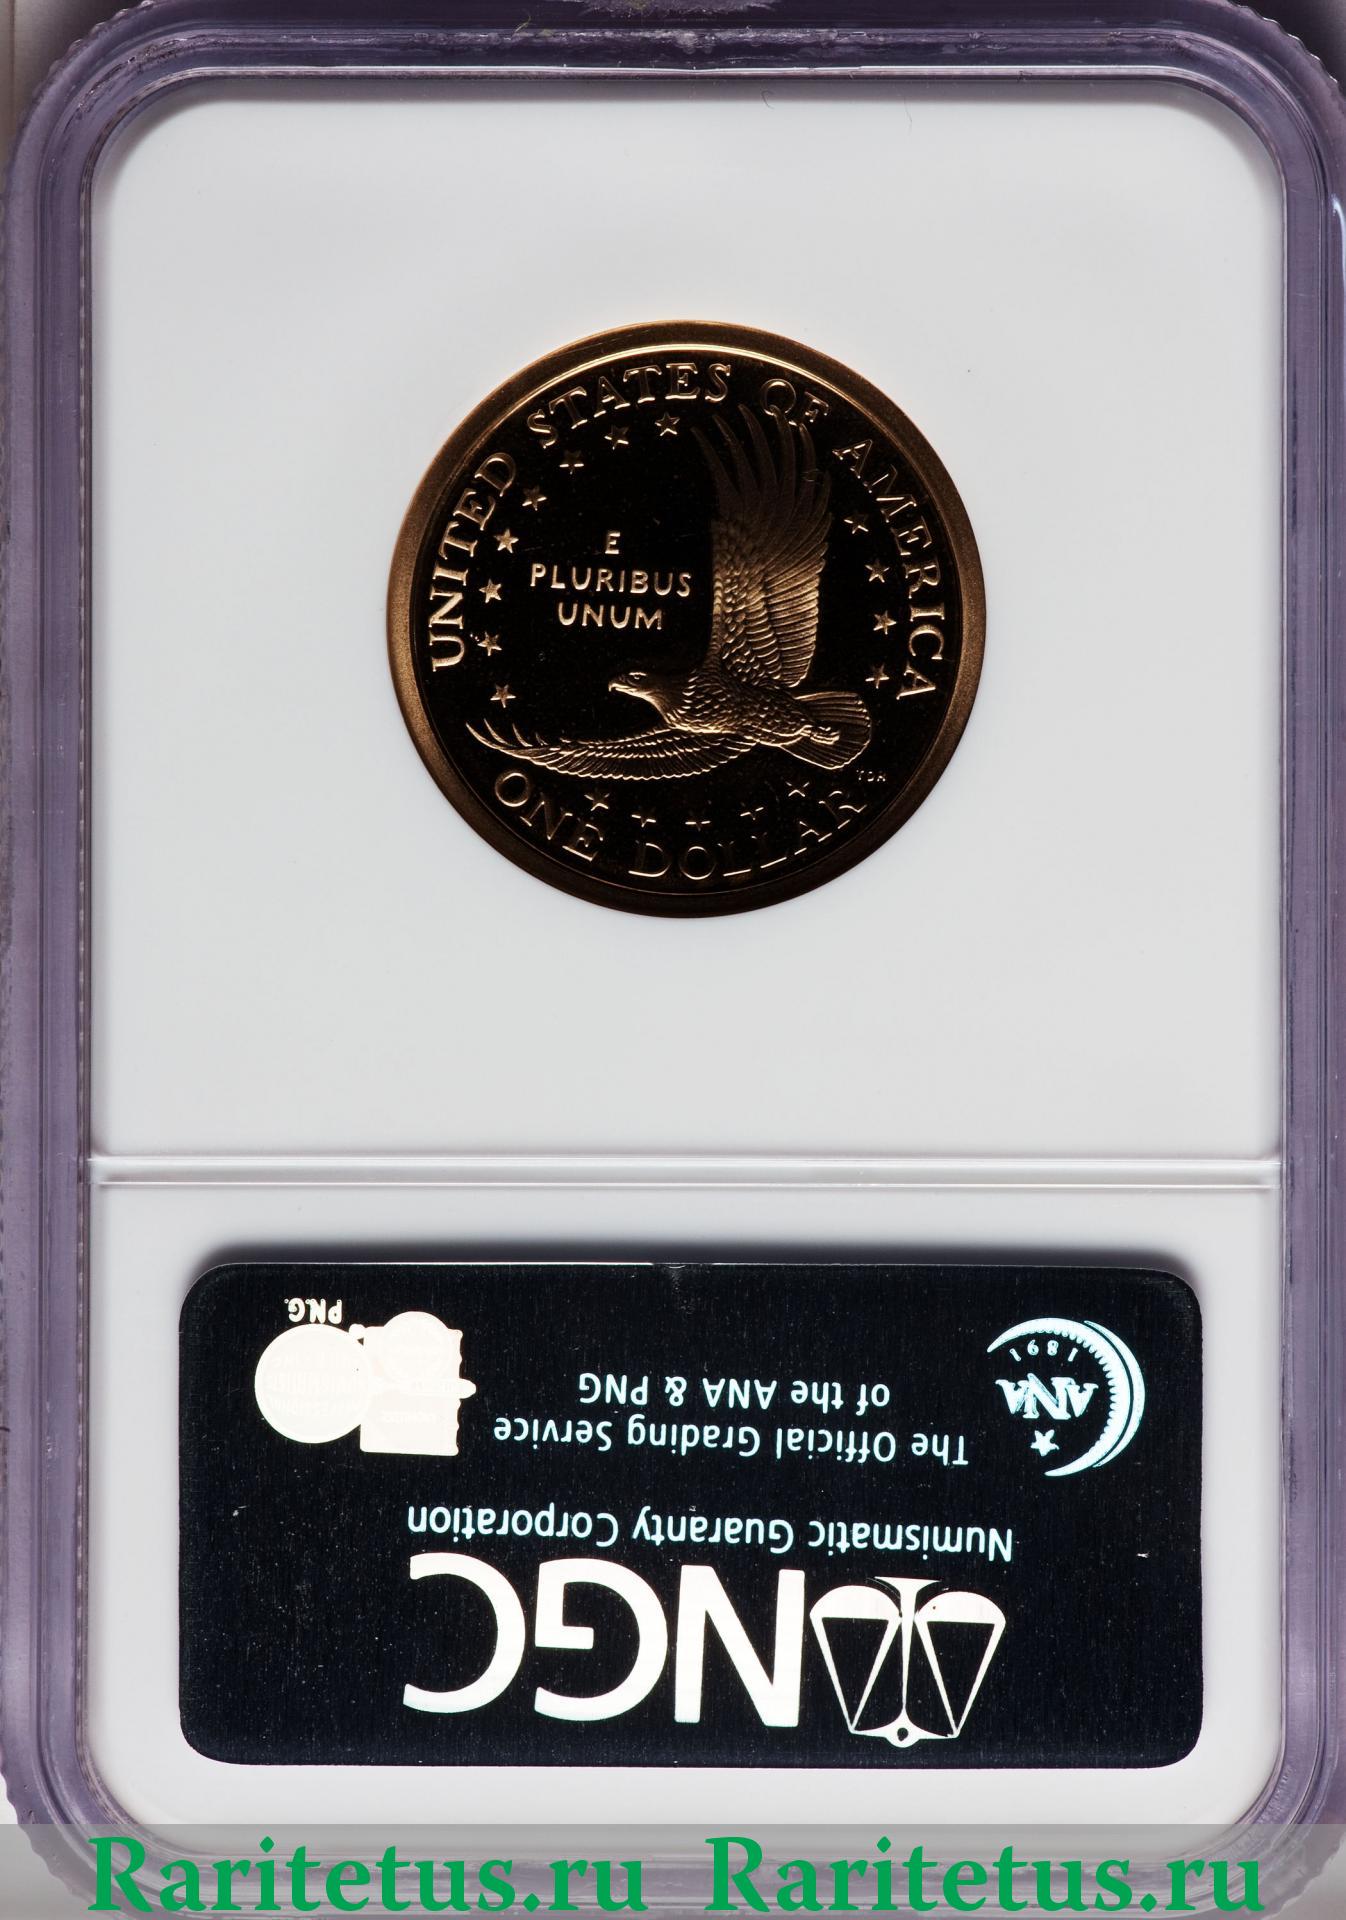 UNITED STATES OF AMERICA
E
PLURIBUS
UNUM
TDR
ONE DOLLAR
NGC
Numismatic Guaranty Corporation
The Official Grading Service
of the ANA & PNG
ANA
1891
P.N.G.
Raritetus.ru Raritetus.ru